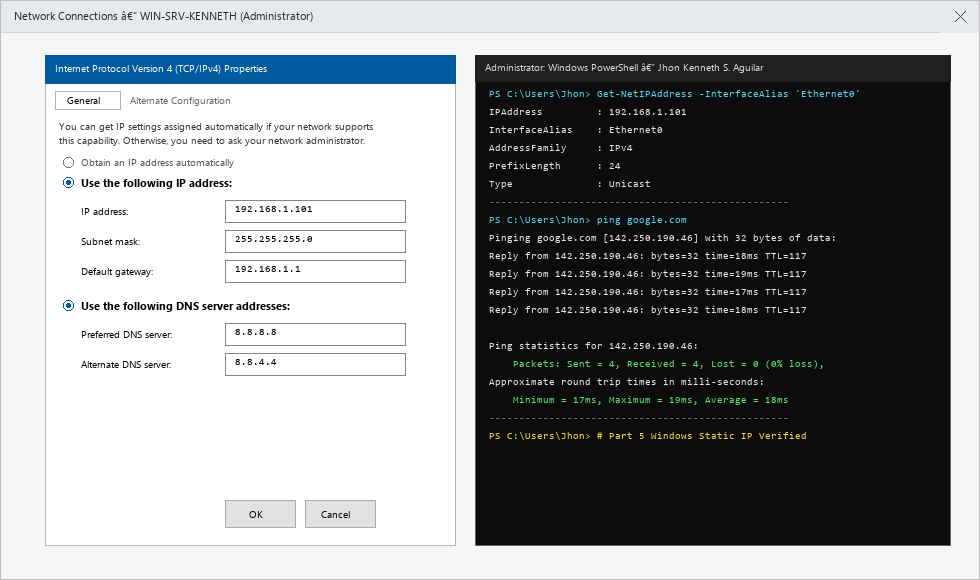 Network Connections â€” WIN-SRV-KENNETH (Administrator)
Internet Protocol Version 4 (TCP/IPv4) Properties
General
Alternate Configuration
You can get IP settings assigned automatically if your network supports
this capability. Otherwise, you need to ask your network administrator.
Obtain an IP address automatically
Use the following IP address:
IP address: 192.168.1.101
Subnet mask: 255.255.255.0
Default gateway: 192.168.1.1
Use the following DNS server addresses:
Preferred DNS server: 8.8.8.8
Alternate DNS server: 8.8.4.4
OK
Cancel
Administrator: Windows PowerShell â€” Jhon Kenneth S. Aguilar
PS C:\Users\Jhon> Get-NetIPAddress -InterfaceAlias 'Ethernet0'
IPAddress         : 192.168.1.101
InterfaceAlias    : Ethernet0
AddressFamily     : IPv4
PrefixLength      : 24
Type              : Unicast
--------------------------------------------------
PS C:\Users\Jhon> ping google.com
Pinging google.com [142.250.190.46] with 32 bytes of data:
Reply from 142.250.190.46: bytes=32 time=18ms TTL=117
Reply from 142.250.190.46: bytes=32 time=19ms TTL=117
Reply from 142.250.190.46: bytes=32 time=17ms TTL=117
Reply from 142.250.190.46: bytes=32 time=18ms TTL=117
Ping statistics for 142.250.190.46:
    Packets: Sent = 4, Received = 4, Lost = 0 (0% loss),
Approximate round trip times in milli-seconds:
    Minimum = 17ms, Maximum = 19ms, Average = 18ms
--------------------------------------------------
PS C:\Users\Jhon> # Part 5 Windows Static IP Verified